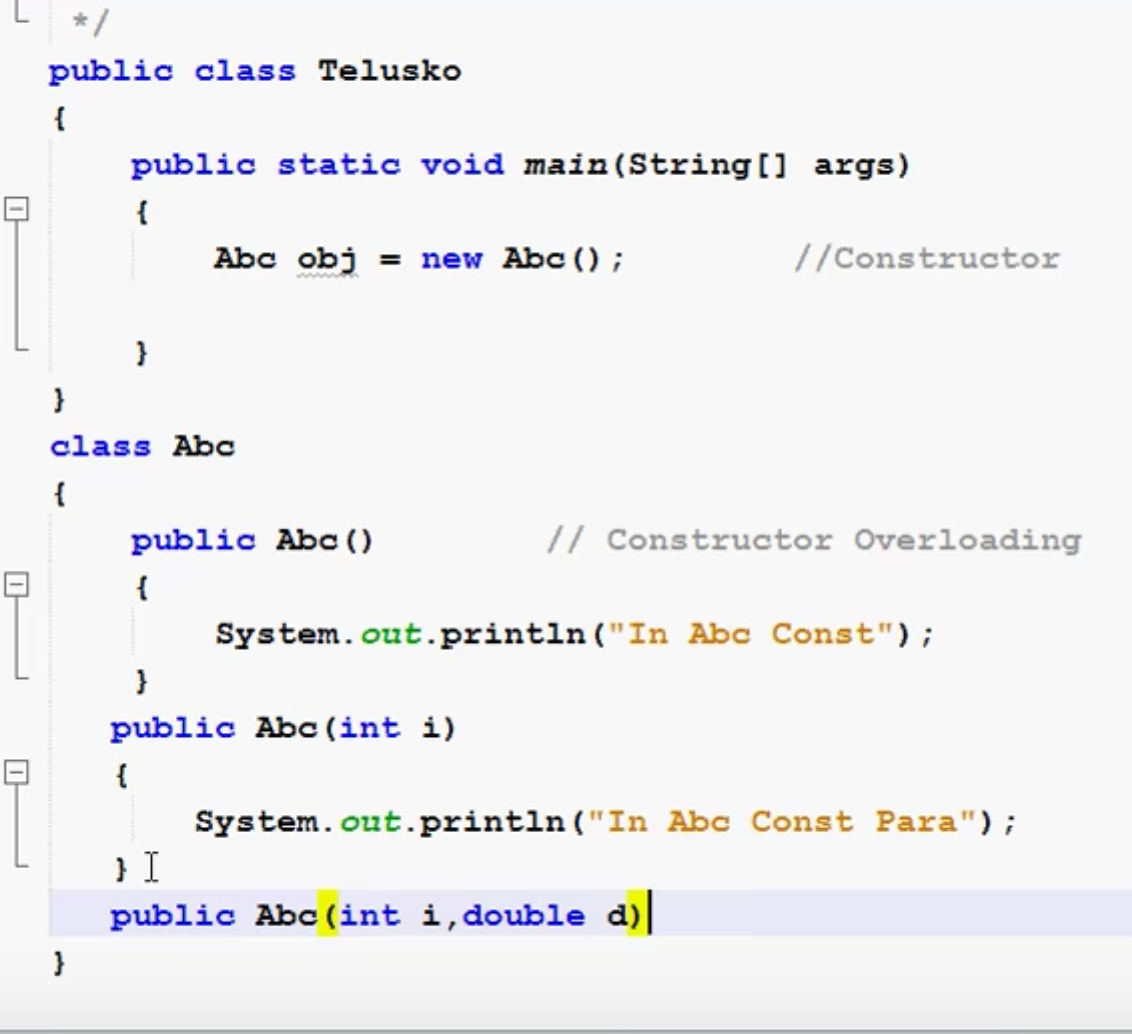 */
public class Telusko
{
public static void main(String[] args)
{
Abc obj = new Abc(); //Constructor
}
}
class Abc
{
public Abc() // Constructor Overloading
{
System.out.println("In Abc Const");
}
public Abc(int i)
{
System.out.println("In Abc Const Para");
}
public Abc(int i,double d)
}